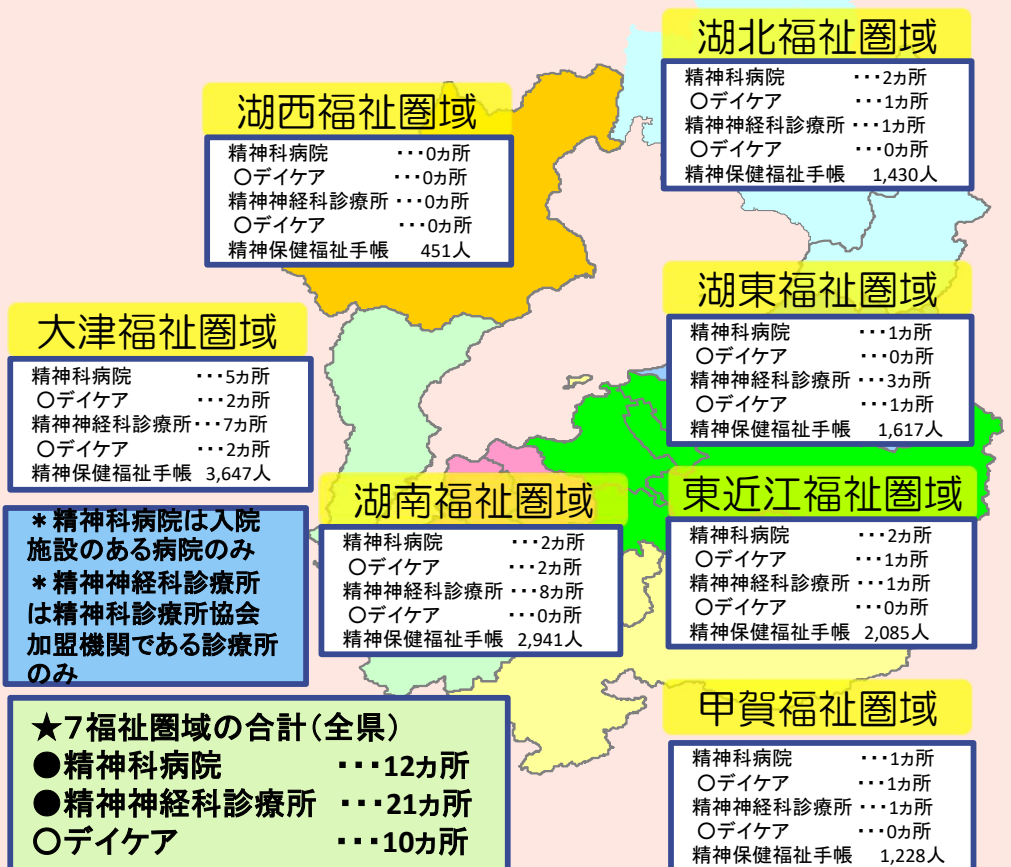 湖北福祉圏域
精神科病院 ･･･2ヵ所
〇デイケア ･･･1ヵ所
精神神経科診療所 ･･･1ヵ所
〇デイケア ･･･0ヵ所
精神保健福祉手帳 1,430人
湖西福祉圏域
精神科病院 ･･･0ヵ所
〇デイケア ･･･0ヵ所
精神神経科診療所 ･･･0ヵ所
〇デイケア ･･･0ヵ所
精神保健福祉手帳 451人
湖東福祉圏域
精神科病院 ･･･1ヵ所
〇デイケア ･･･0ヵ所
精神神経科診療所 ･･･3ヵ所
〇デイケア ･･･1ヵ所
精神保健福祉手帳 1,617人
大津福祉圏域
精神科病院 ･･･5ヵ所
〇デイケア ･･･2ヵ所
精神神経科診療所･･･7ヵ所
〇デイケア ･･･2ヵ所
精神保健福祉手帳 3,647人
湖南福祉圏域
精神科病院 ･･･2ヵ所
〇デイケア ･･･2ヵ所
精神神経科診療所 ･･･8ヵ所
〇デイケア ･･･0ヵ所
精神保健福祉手帳 2,941人
東近江福祉圏域
精神科病院 ･･･2ヵ所
〇デイケア ･･･1ヵ所
精神神経科診療所 ･･･1ヵ所
〇デイケア ･･･0ヵ所
精神保健福祉手帳 2,085人
＊精神科病院は入院
施設のある病院のみ
＊精神神経科診療所
は精神科診療所協会
加盟機関である診療所
のみ
甲賀福祉圏域
精神科病院 ･･･1ヵ所
〇デイケア ･･･1ヵ所
精神神経科診療所 ･･･1ヵ所
〇デイケア ･･･0ヵ所
精神保健福祉手帳 1,228人
★7福祉圏域の合計(全県)
●精神科病院 ･･･12ヵ所
●精神神経科診療所 ･･･21ヵ所
〇デイケア ･･･10ヵ所